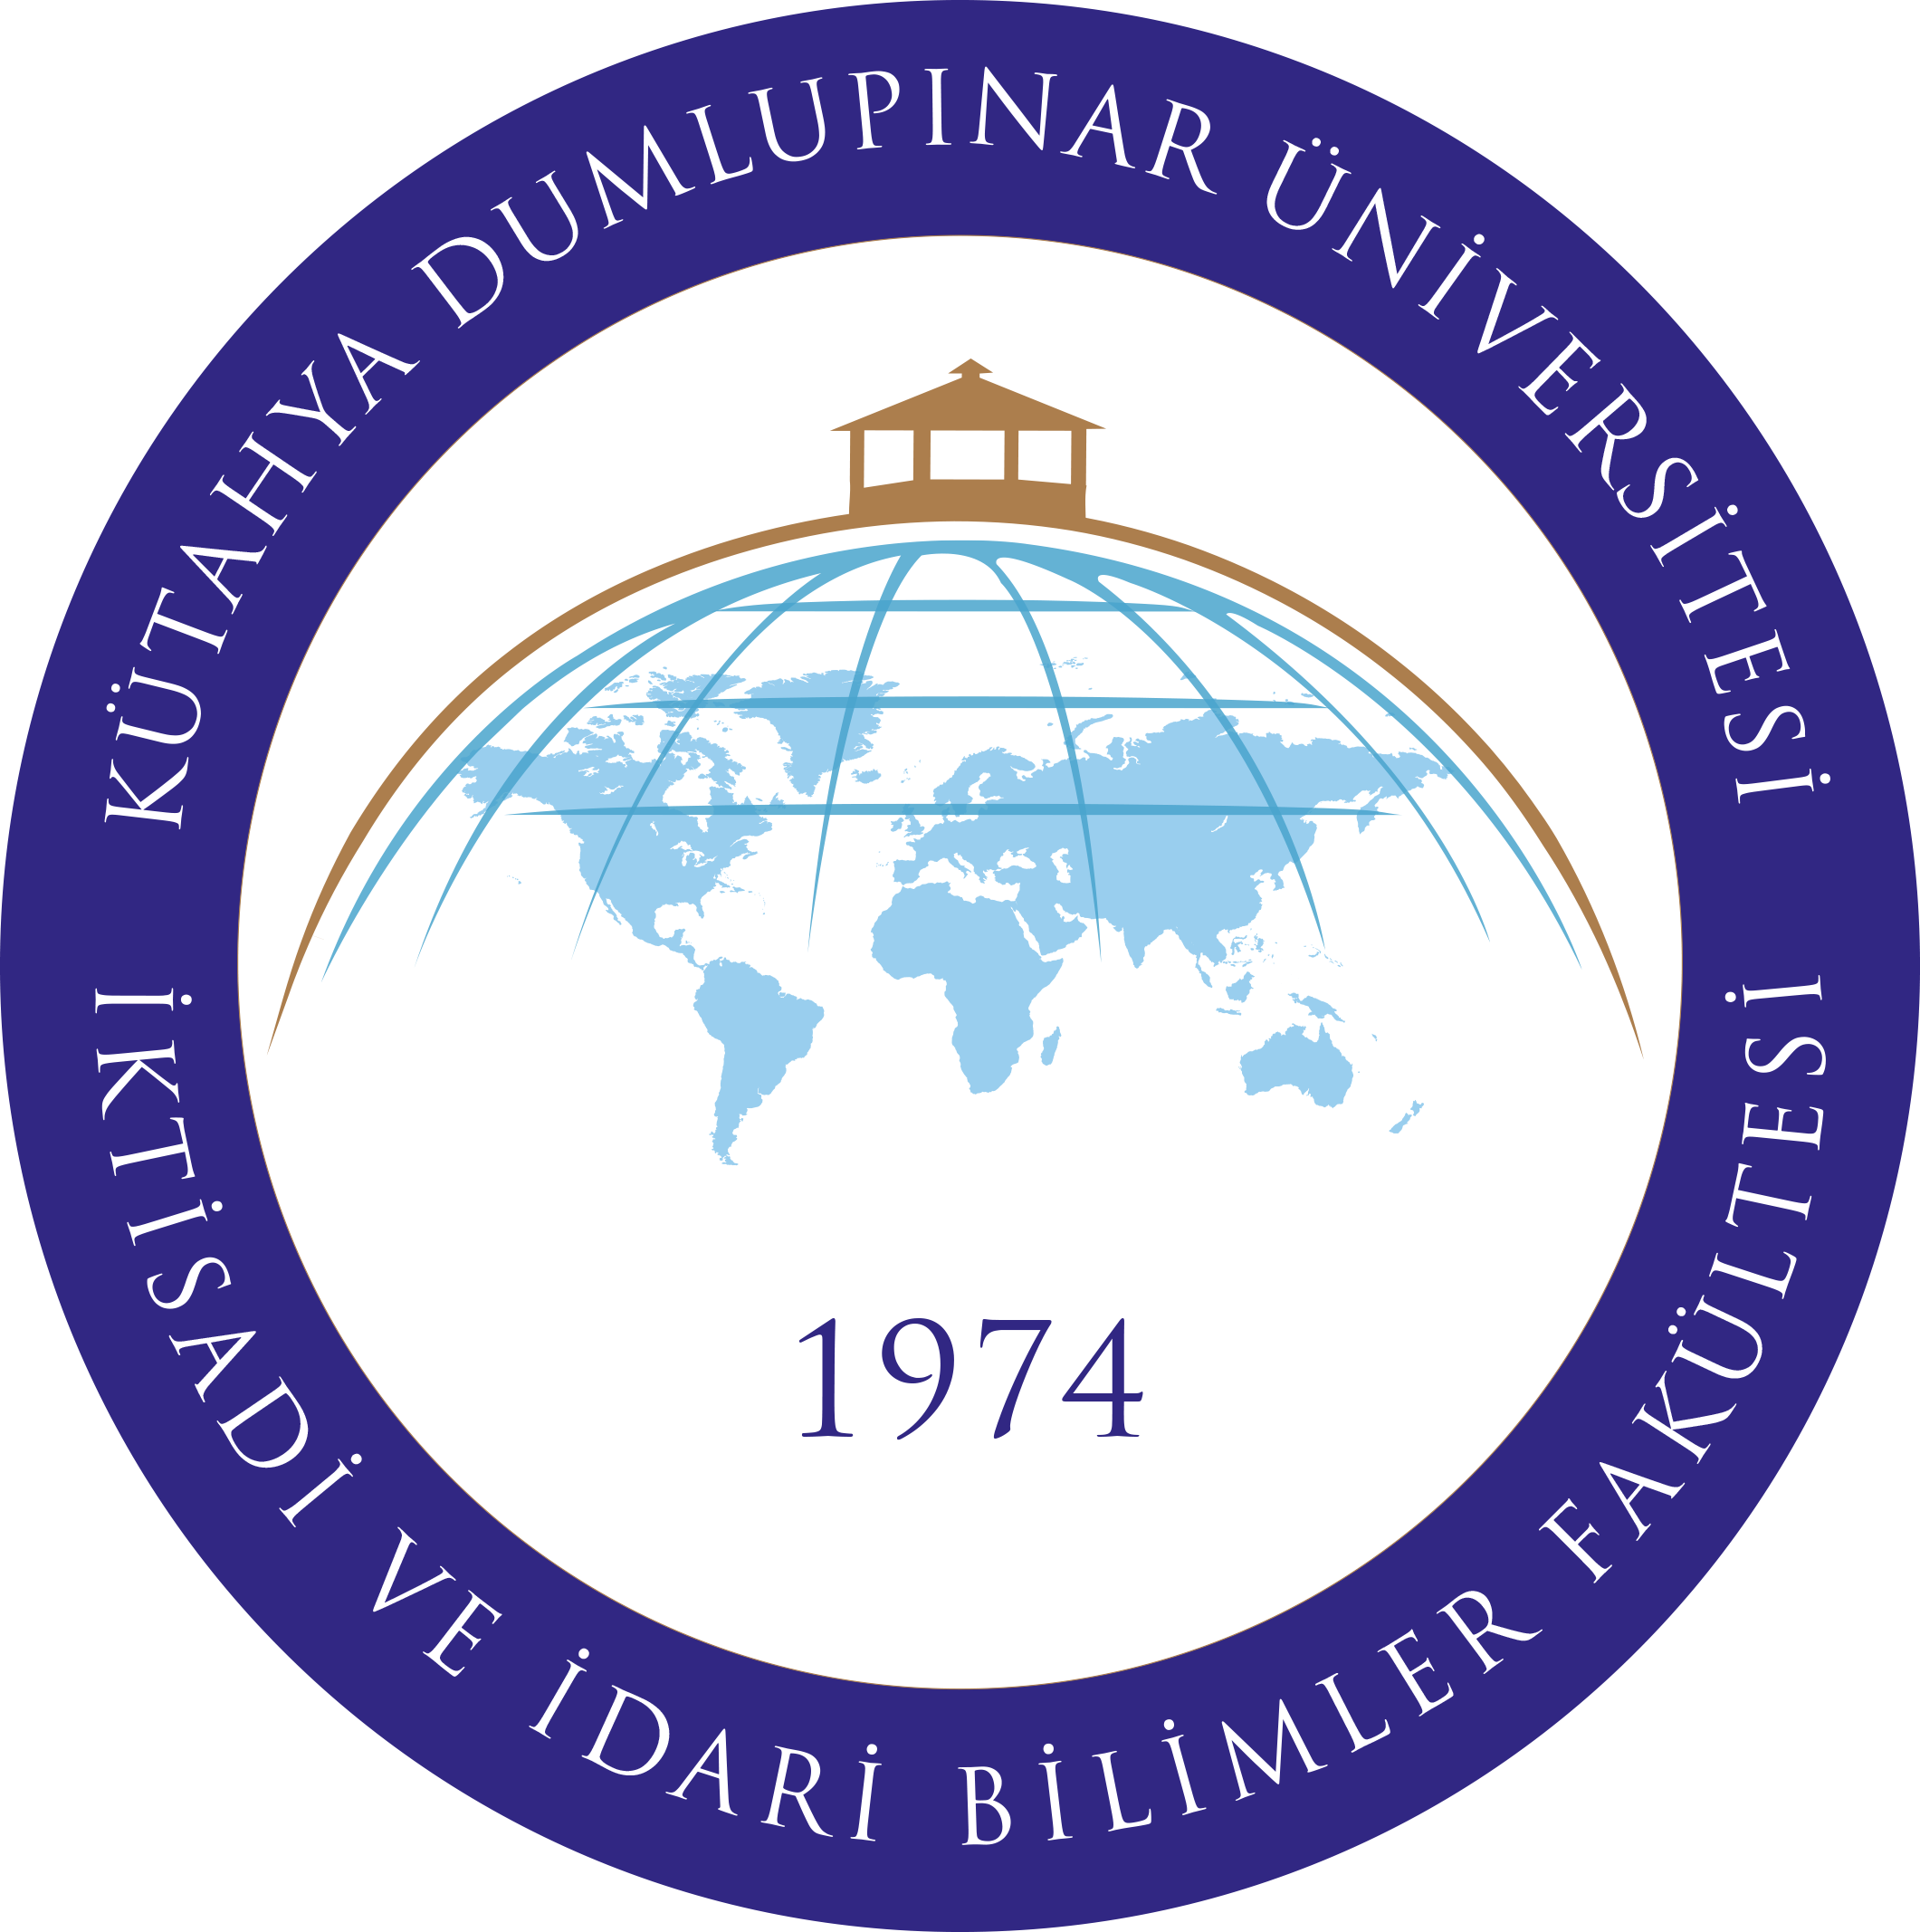 KÜTAHYA DUMLUPINAR ÜNİVERSİTESİ
1974
İKTİSADİ VE İDARİ BİLİMLER FAKÜLTESİ